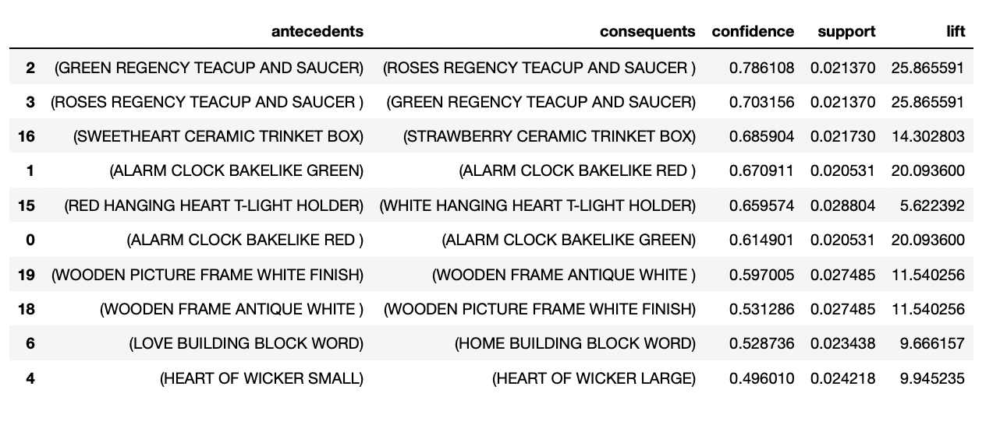 antecedents consequents confidence support lift
2 (GREEN REGENCY TEACUP AND SAUCER) (ROSES REGENCY TEACUP AND SAUCER ) 0.786108 0.021370 25.865591
3 (ROSES REGENCY TEACUP AND SAUCER ) (GREEN REGENCY TEACUP AND SAUCER) 0.703156 0.021370 25.865591
16 (SWEETHEART CERAMIC TRINKET BOX) (STRAWBERRY CERAMIC TRINKET BOX) 0.685904 0.021730 14.302803
1 (ALARM CLOCK BAKELIKE GREEN) (ALARM CLOCK BAKELIKE RED ) 0.670911 0.020531 20.093600
15 (RED HANGING HEART T-LIGHT HOLDER) (WHITE HANGING HEART T-LIGHT HOLDER) 0.659574 0.028804 5.622392
0 (ALARM CLOCK BAKELIKE RED ) (ALARM CLOCK BAKELIKE GREEN) 0.614901 0.020531 20.093600
19 (WOODEN PICTURE FRAME WHITE FINISH) (WOODEN FRAME ANTIQUE WHITE ) 0.597005 0.027485 11.540256
18 (WOODEN FRAME ANTIQUE WHITE ) (WOODEN PICTURE FRAME WHITE FINISH) 0.531286 0.027485 11.540256
6 (LOVE BUILDING BLOCK WORD) (HOME BUILDING BLOCK WORD) 0.528736 0.023438 9.666157
4 (HEART OF WICKER SMALL) (HEART OF WICKER LARGE) 0.496010 0.024218 9.945235